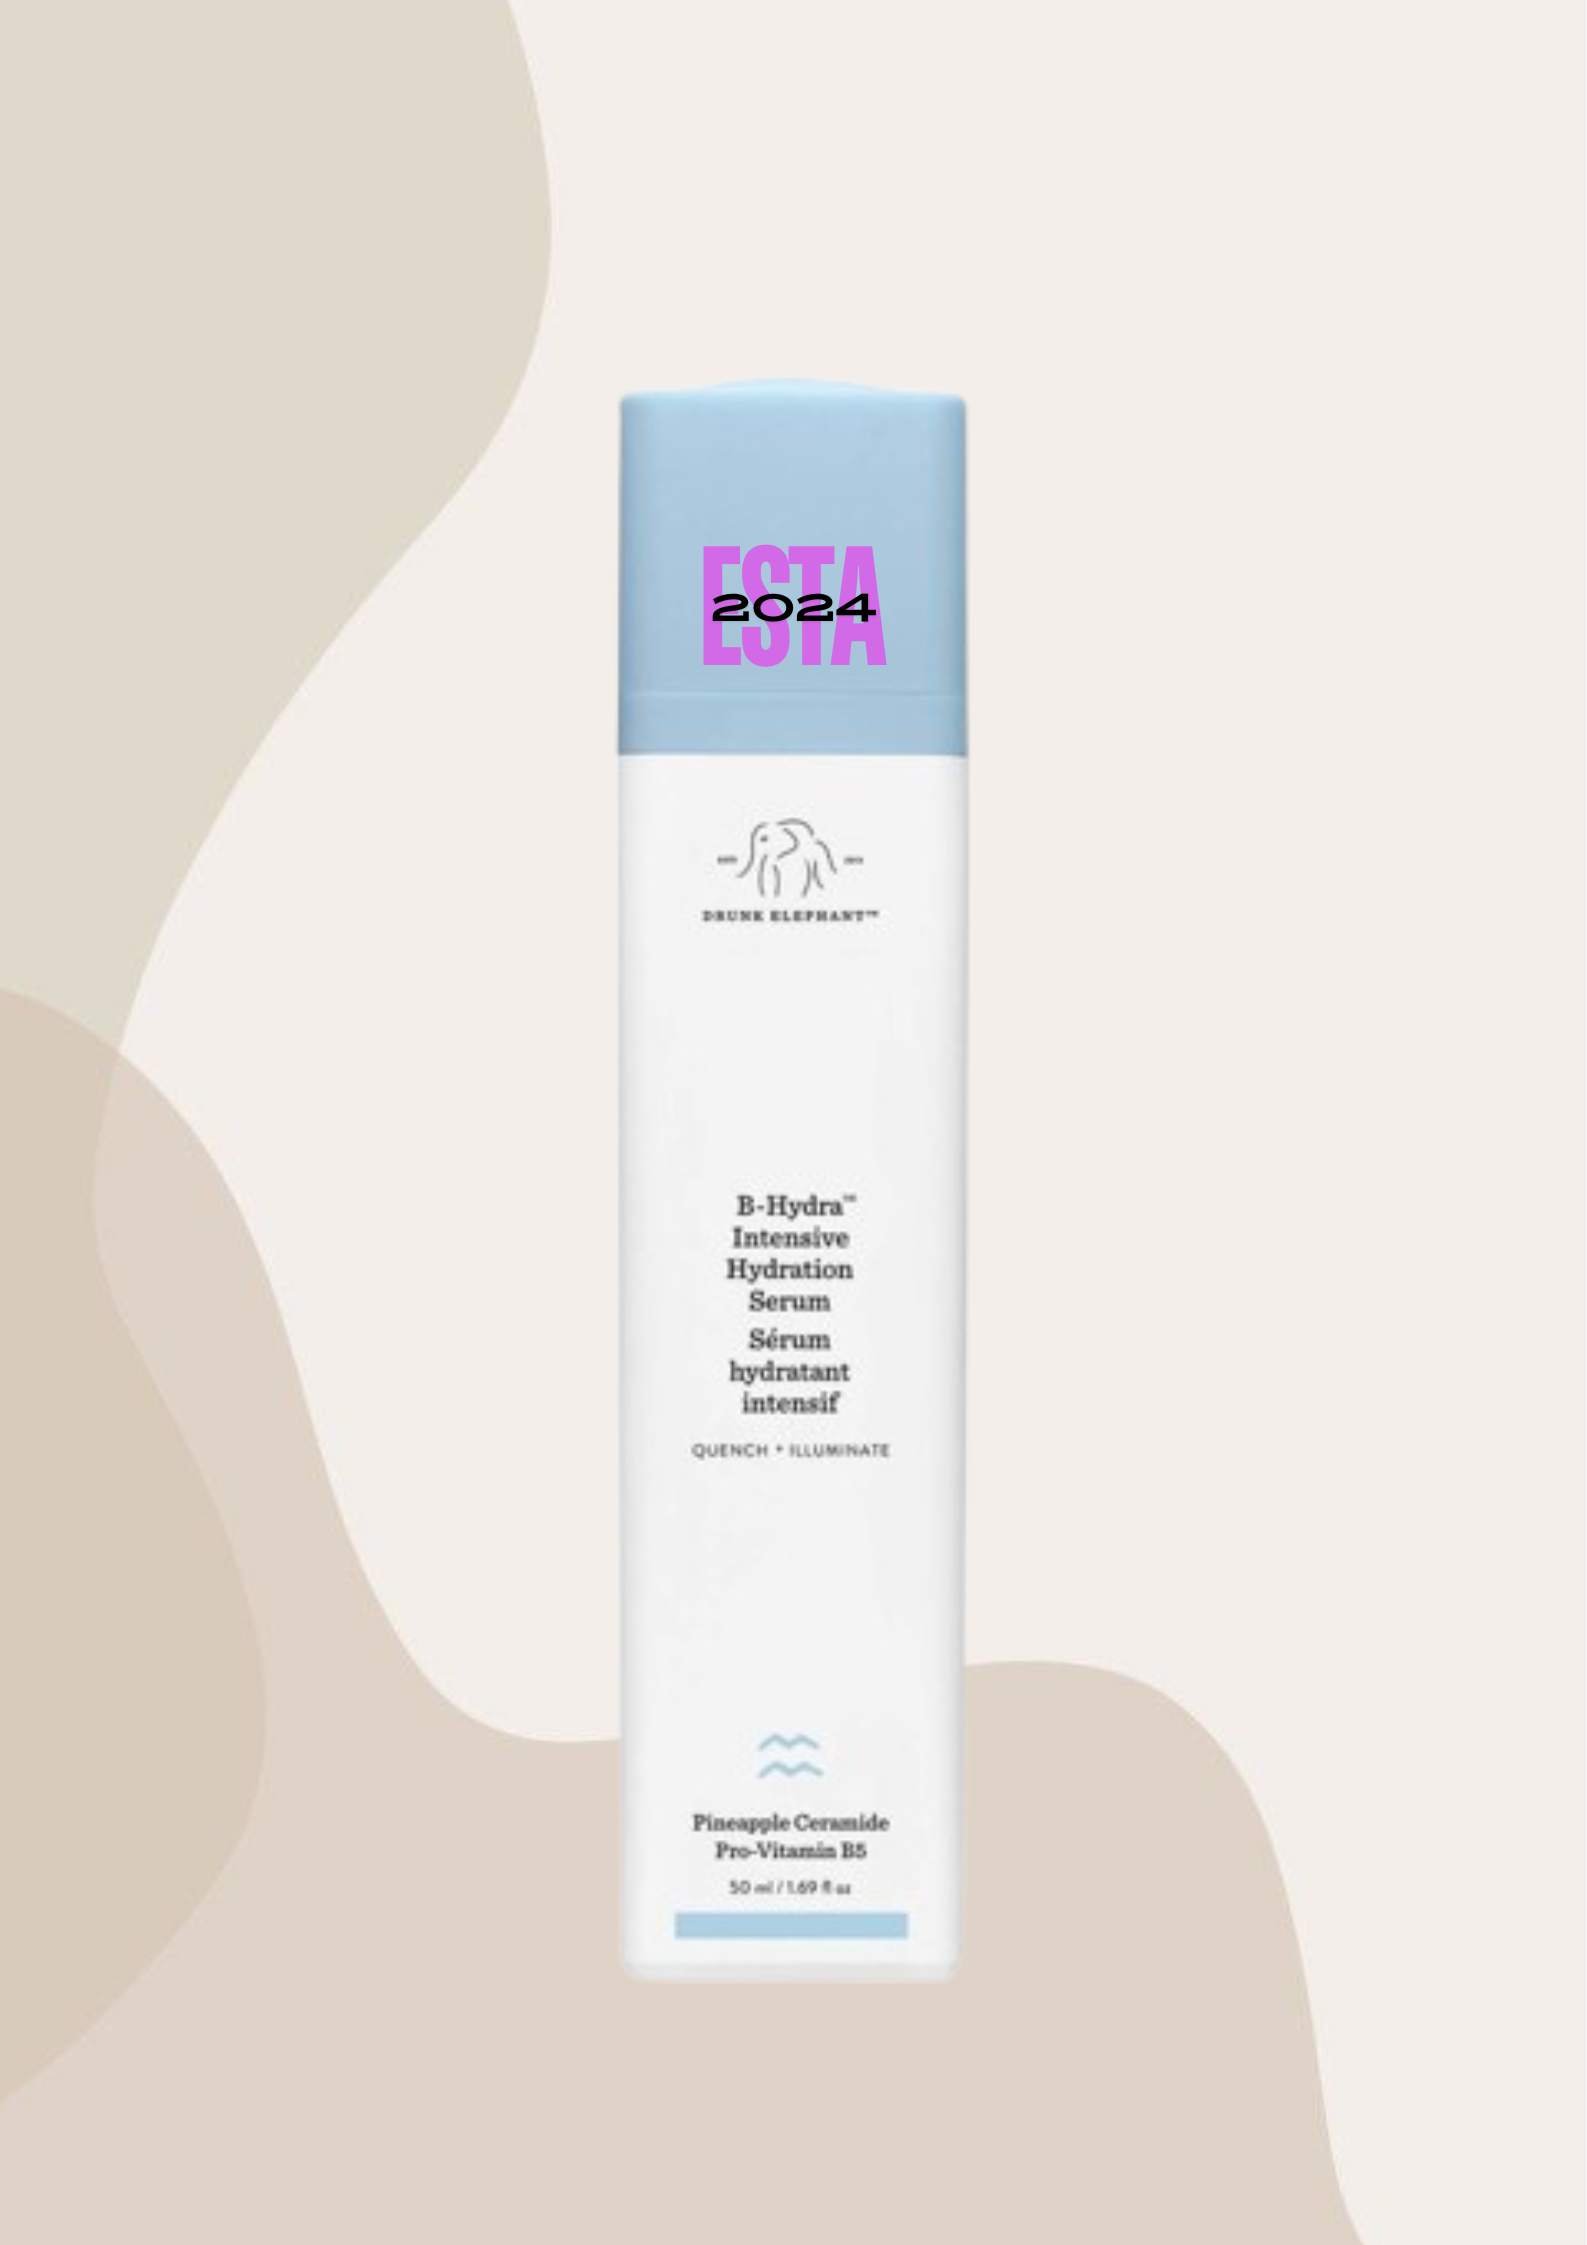 ESTA
2024
DRUNK ELEPHANT™
B-Hydra™
Intensive
Hydration
Serum
Sérum
hydratant
intensif
QUENCH + ILLUMINATE
Pineapple Ceramide
Pro-Vitamin B5
50 ml / 1.69 fl oz